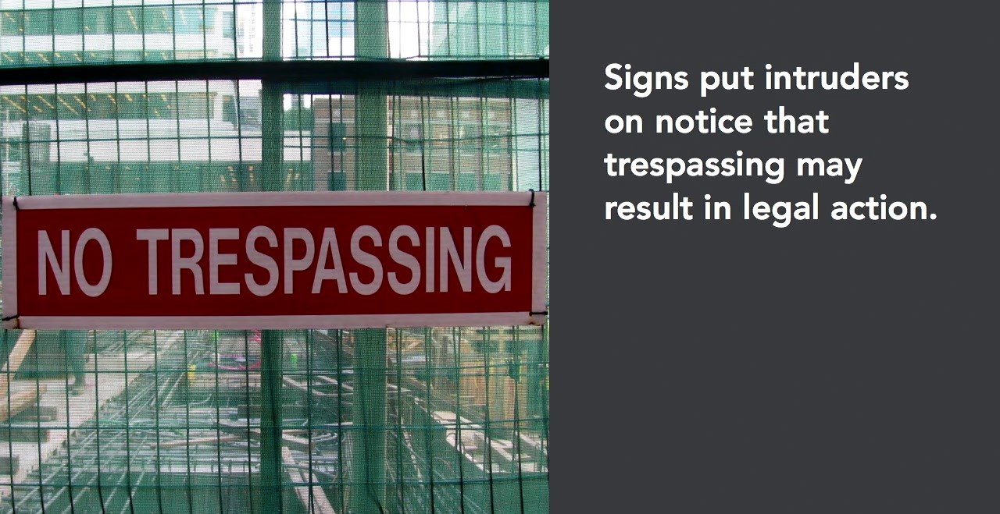 NO TRESPASSING
Signs put intruders
on notice that
trespassing may
result in legal action.